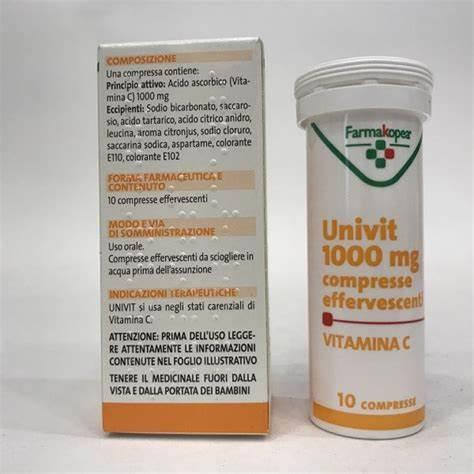 COMPOSIZIONE
Una compressa contiene:
Principio attivo: Acido ascorbico (Vita-
mina C) 1000 mg
Eccipienti: Sodio bicarbonato, saccaro-
sio, acido tartarico, acido citrico anidro,
leucina, aroma citronjus, sodio cloruro,
saccarina sodica, aspartame, colorante
E110, colorante E102
FORMA FARMACEUTICA E
CONTENUTO
10 compresse effervescenti
MODO E VIA
DI SOMMINISTRAZIONE
Uso orale.
Compresse effervescenti da sciogliere in
acqua prima dell'assunzione
INDICAZIONI TERAPEUTICHE
UNIVIT si usa negli stati carenziali di
Vitamina C.
ATTENZIONE: PRIMA DELL'USO LEGGE-
RE ATTENTAMENTE LE INFORMAZIONI
CONTENUTE NEL FOGLIO ILLUSTRATIVO
TENERE IL MEDICINALE FUORI DALLA
VISTA E DALLA PORTATA DEI BAMBINI
Farmakopea
Univit
1000 mg
compresse
effervescenti
VITAMINA C
10 COMPRESSE